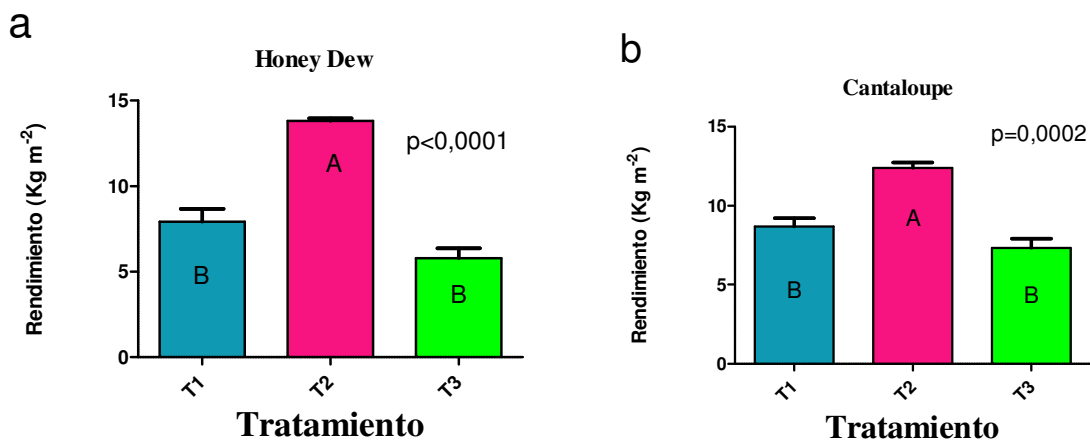 a
Honey Dew
Rendimiento (Kg m-2)
15
10
5
0
p<0,0001
B
A
B
T1
T2
T3
Tratamiento
b
Cantaloupe
Rendimiento (Kg m-2)
15
10
5
0
p=0,0002
B
A
B
T1
T2
T3
Tratamiento